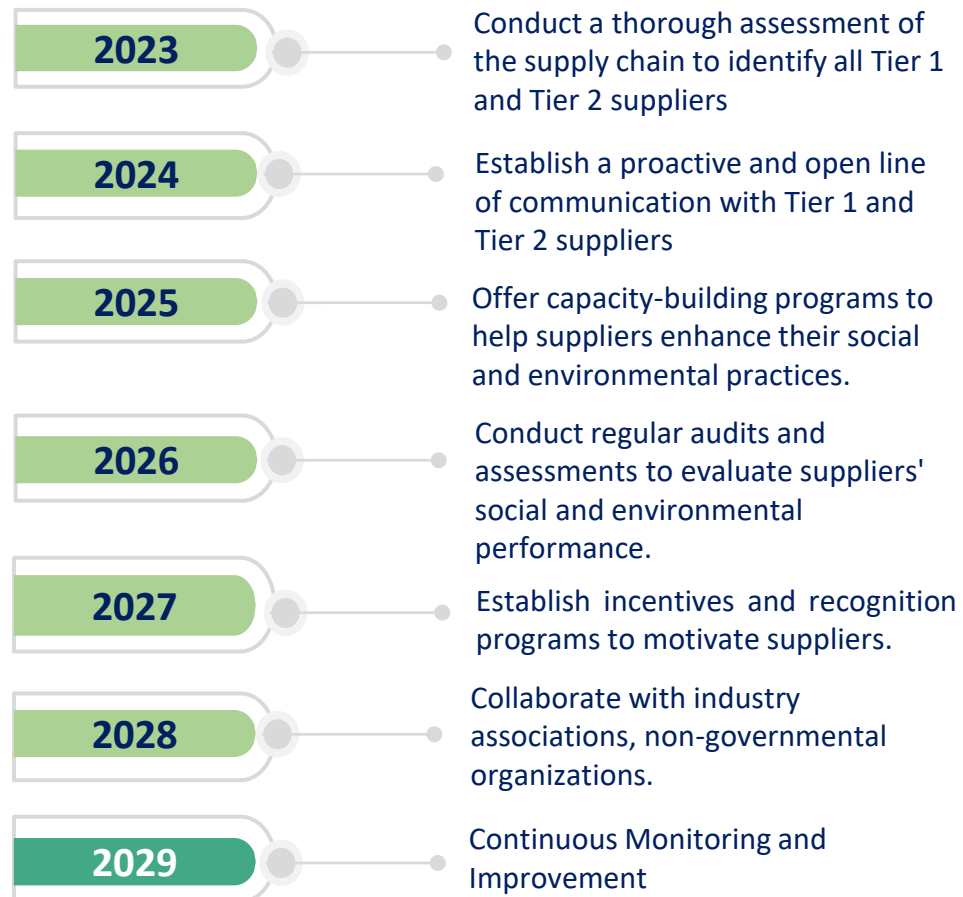 2023
Conduct a thorough assessment of
the supply chain to identify all Tier 1
and Tier 2 suppliers
2024
Establish a proactive and open line
of communication with Tier 1 and
Tier 2 suppliers
2025
Offer capacity-building programs to
help suppliers enhance their social
and environmental practices.
2026
Conduct regular audits and
assessments to evaluate suppliers'
social and environmental
performance.
2027
Establish incentives and recognition
programs to motivate suppliers.
2028
Collaborate with industry
associations, non-governmental
organizations.
2029
Continuous Monitoring and
Improvement